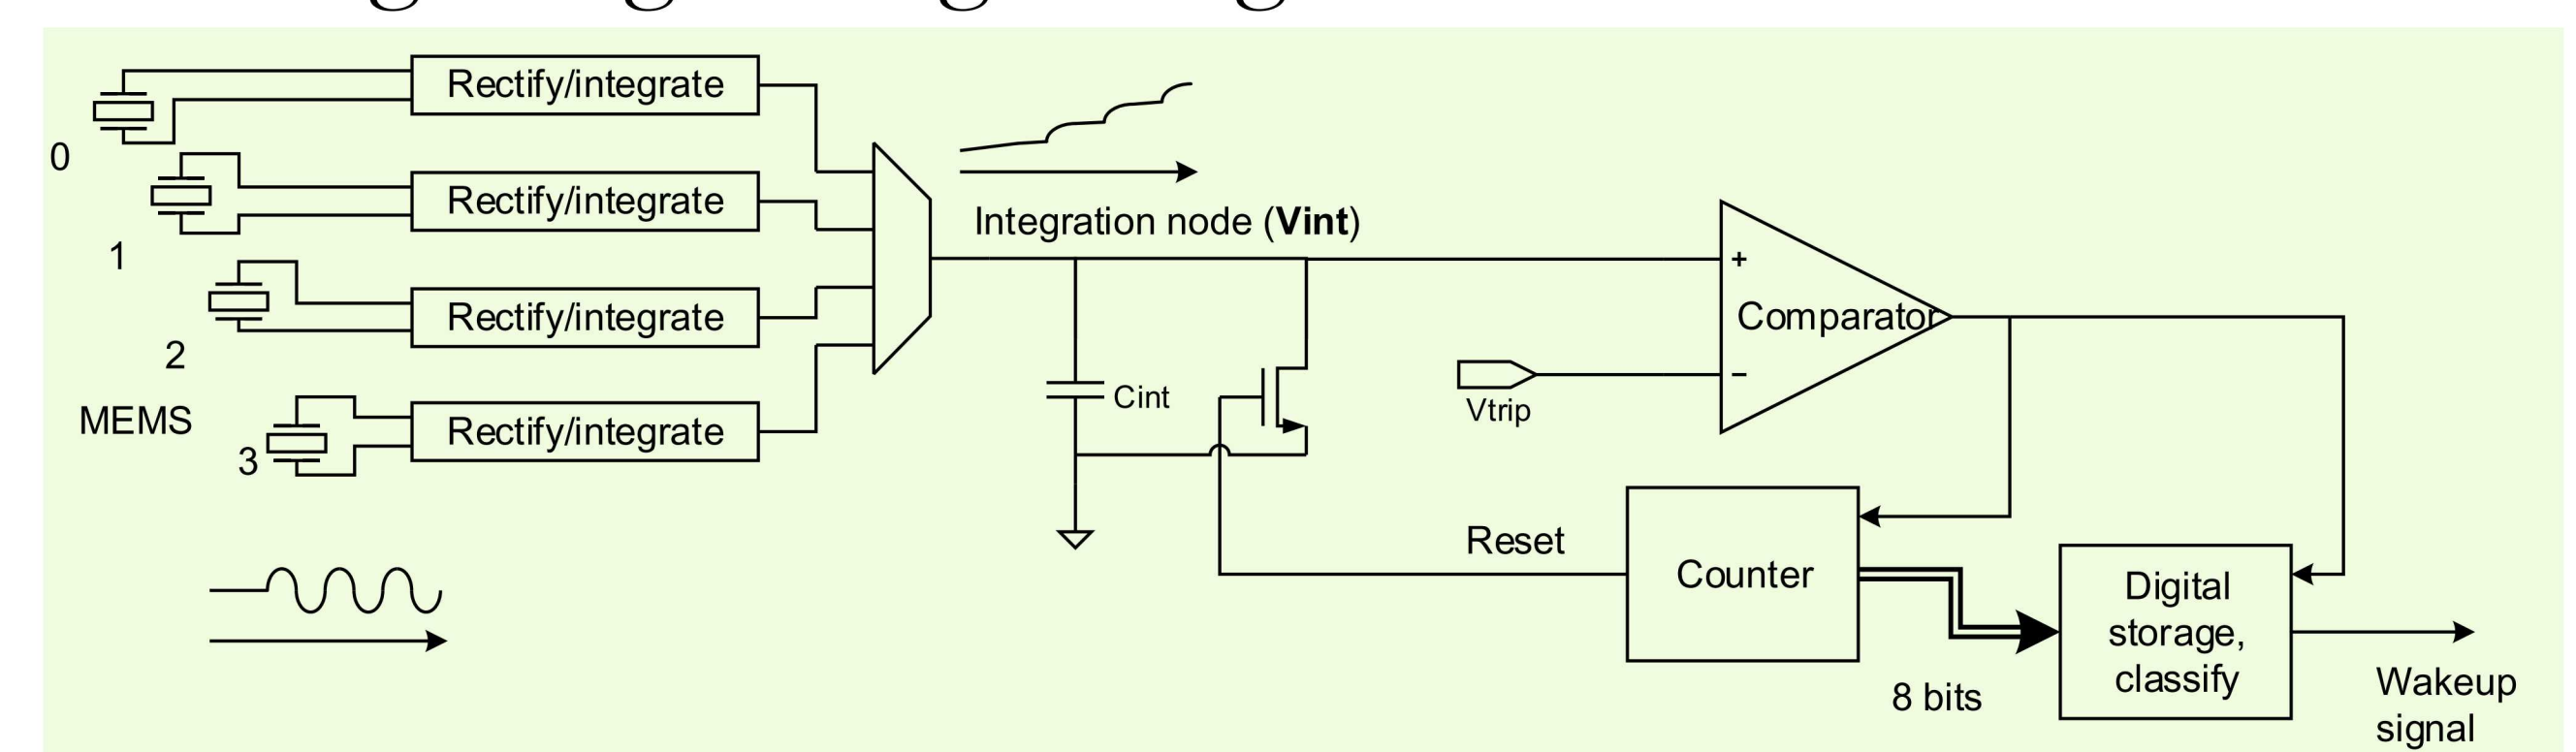 Rectify/integrate
0
Rectify/integrate
1
Rectify/integrate
2
MEMS
Rectify/integrate
3
Integration node (Vint)
Cint
+
Comparator
−
Vtrip
Reset
Counter
8 bits
Digital
storage,
classify
Wakeup
signal